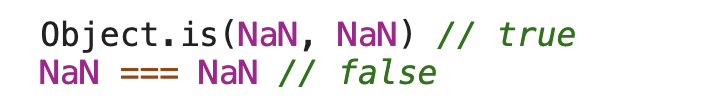 Object.is(NaN, NaN) // true
NaN === NaN // false